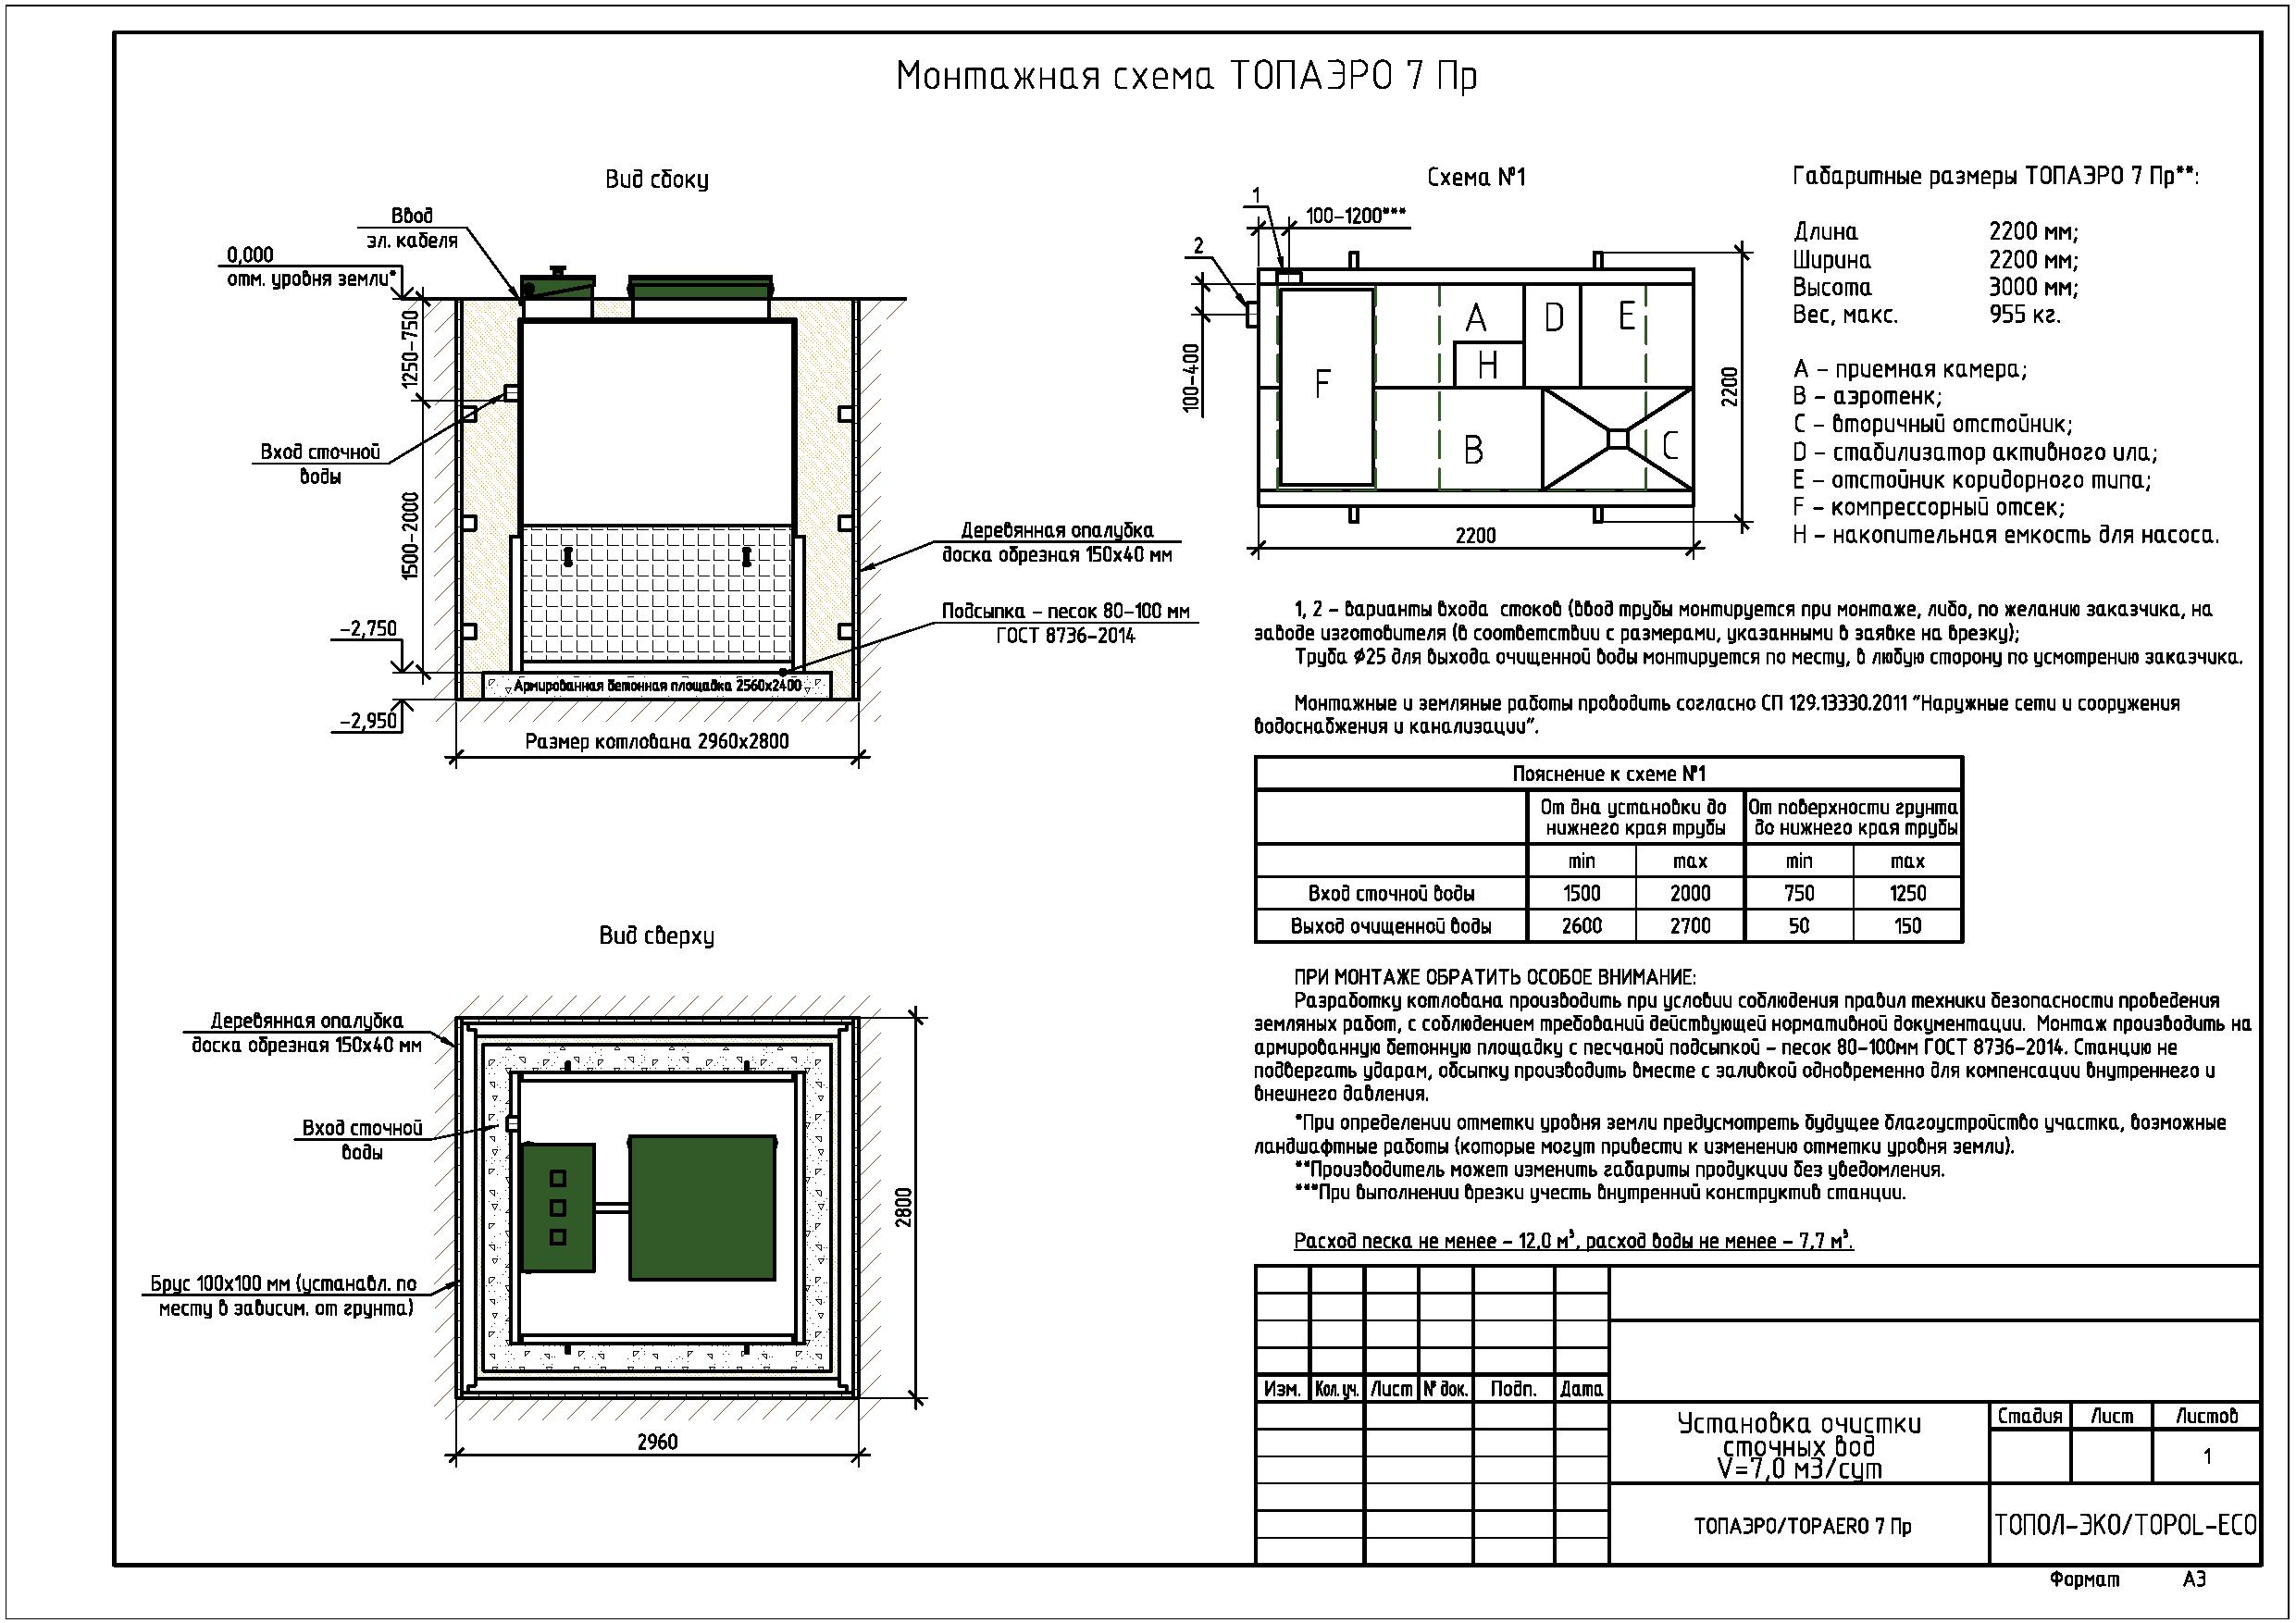 Монтажная схема ТОПАЭРО 7 Пр
Вид сбоку
Ввод
эл. кабеля
0,000
отм. уровня земли*
1250-750
Вход сточной
воды
1500-2000
-2,750
-2,950
Деревянная опалубка
доска обрезная 150х40 мм
Подсыпка - песок 80-100 мм
ГОСТ 8736-2014
Армированная бетонная площадка 2560х2400
Размер котлована 2960х2800
Вид сверху
Деревянная опалубка
доска обрезная 150х40 мм
Вход сточной
воды
Брус 100х100 мм (устанавл. по
месту в зависим. от грунта)
2800
2960
Схема №1
1
2
100-1200***
100-400
A
D
E
H
F
B
C
2200
2200
Габаритные размеры ТОПАЭРО 7 Пр**:
Длина 2200 мм;
Ширина 2200 мм;
Высота 3000 мм;
Вес, макс. 955 кг.
A - приемная камера;
B - аэротенк;
C - вторичный отстойник;
D - стабилизатор активного ила;
E - отстойник коридорного типа;
F - компрессорный отсек;
H - накопительная емкость для насоса.
1, 2 - варианты входа стоков (ввод трубы монтируется при монтаже, либо, по желанию заказчика, на
заводе изготовителя (в соответствии с размерами, указанными в заявке на врезку);
Труба Ø25 для выхода очищенной воды монтируется по месту, в любую сторону по усмотрению заказчика.
Монтажные и земляные работы проводить согласно СП 129.13330.2011 "Наружные сети и сооружения
водоснабжения и канализации".
Пояснение к схеме №1
От дна установки до
нижнего края трубы
От поверхности грунта
до нижнего края трубы
min max min max
Вход сточной воды 1500 2000 750 1250
Выход очищенной воды 2600 2700 50 150
ПРИ МОНТАЖЕ ОБРАТИТЬ ОСОБОЕ ВНИМАНИЕ:
Разработку котлована производить при условии соблюдения правил техники безопасности проведения
земляных работ, с соблюдением требований действующей нормативной документации. Монтаж производить на
армированную бетонную площадку с песчаной подсыпкой - песок 80-100мм ГОСТ 8736-2014. Станцию не
подвергать ударам, обсыпку производить вместе с заливкой одновременно для компенсации внутреннего и
внешнего давления.
*При определении отметки уровня земли предусмотреть будущее благоустройство участка, возможные
ландшафтные работы (которые могут привести к изменению отметки уровня земли).
**Производитель может изменить габариты продукции без уведомления.
***При выполнении врезки учесть внутренний конструктив станции.
Расход песка не менее - 12,0 м³, расход воды не менее - 7,7 м³.
Изм. Кол.уч. Лист № док. Подп. Дата
Установка очистки
сточных вод
V=7,0 м3/сут
Стадия Лист Листов
1
ТОПАЭРО/TOPAERO 7 Пр
ТОПОЛ-ЭКО/TOPOL-ECO
Формат А3